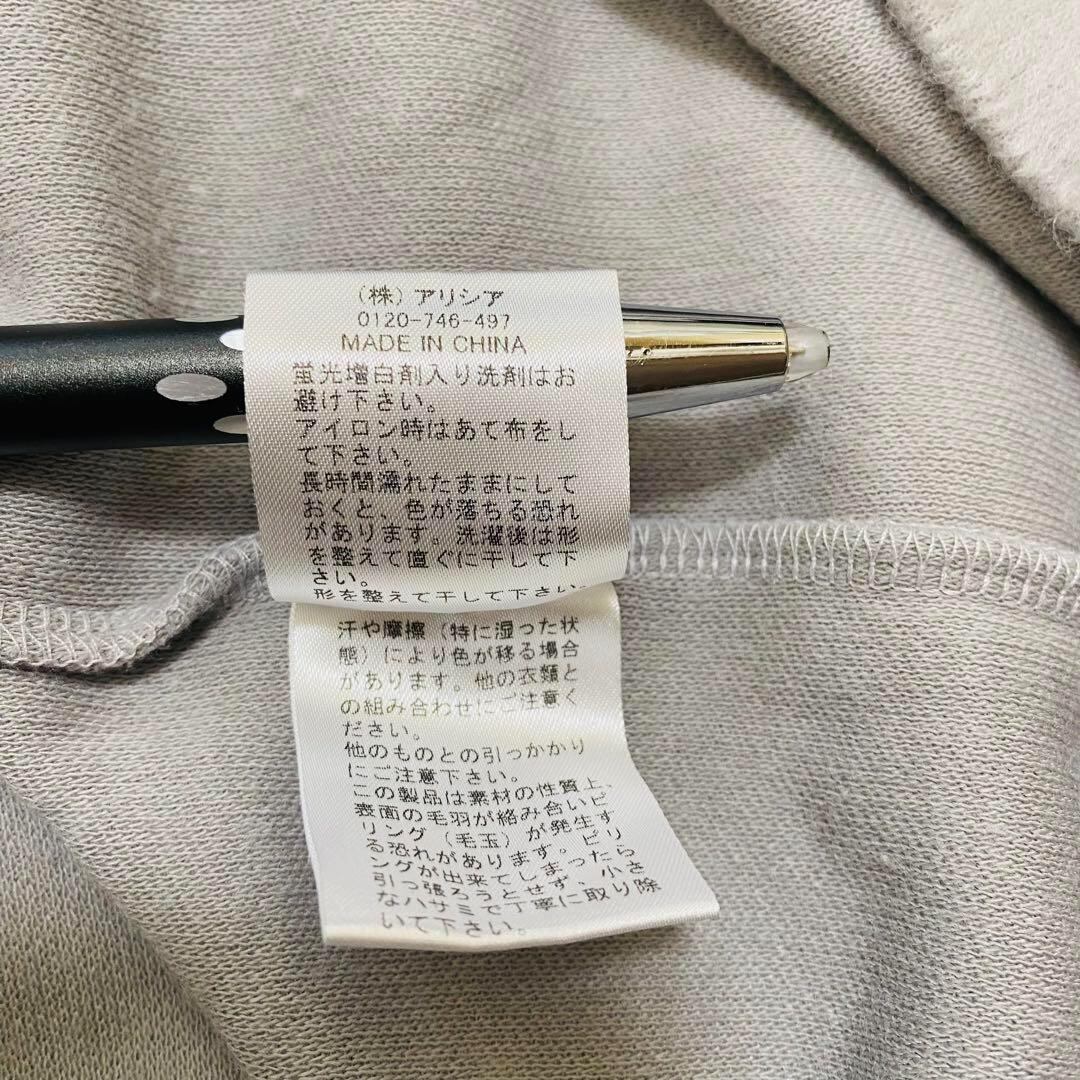 （株）アリシア
0120-746-497
MADE IN CHINA
蛍光増白剤入り洗剤はお
避け下さい。
アイロン時はあて布をし
て下さい。
長時間濡れたままにして
おくと、色が落ちる恐れ
があります。洗濯後は形
を整えて直ぐに干して下
さい。
形を整えて干して下さい。
汗や摩擦（特に湿った状
態）により色が移る場合
があります。他の衣類と
の組み合わせにご注意く
ださい。
他のものとの引っかかり
にご注意下さい。
この製品は素材の性質上、
表面の毛羽が絡み合いピ
リング（毛玉）が発生す
る恐れがあります。ピリ
ングが出来てしまったら
引っ張ろうとせず、小さ
なハサミで丁寧に取り除
いて下さい。